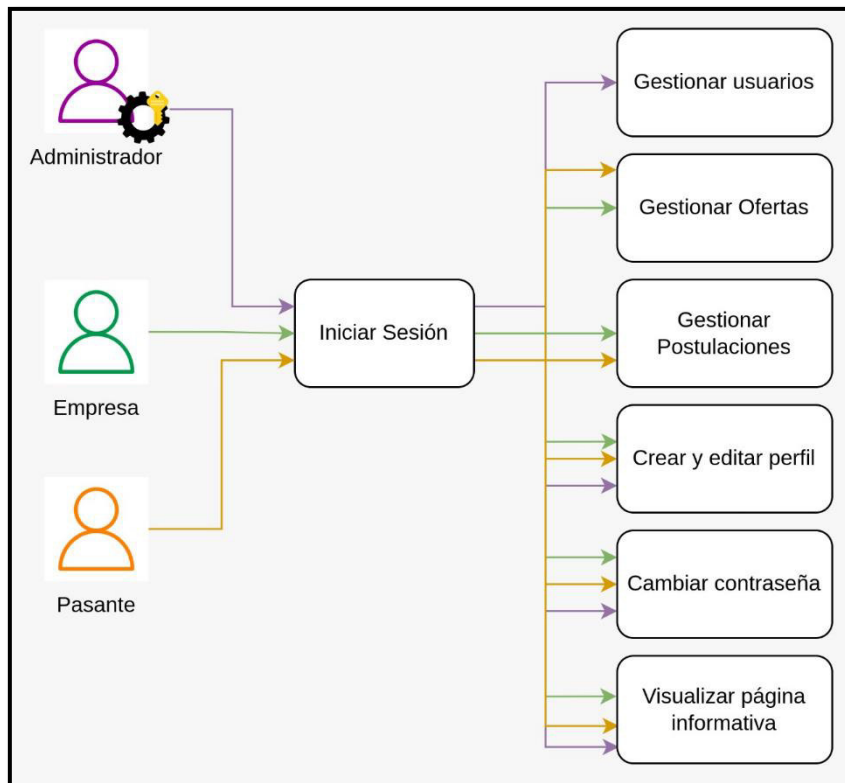 Administrador
Empresa
Pasante
Iniciar Sesión
Gestionar usuarios
Gestionar Ofertas
Gestionar
Postulaciones
Crear y editar perfil
Cambiar contraseña
Visualizar página
informativa